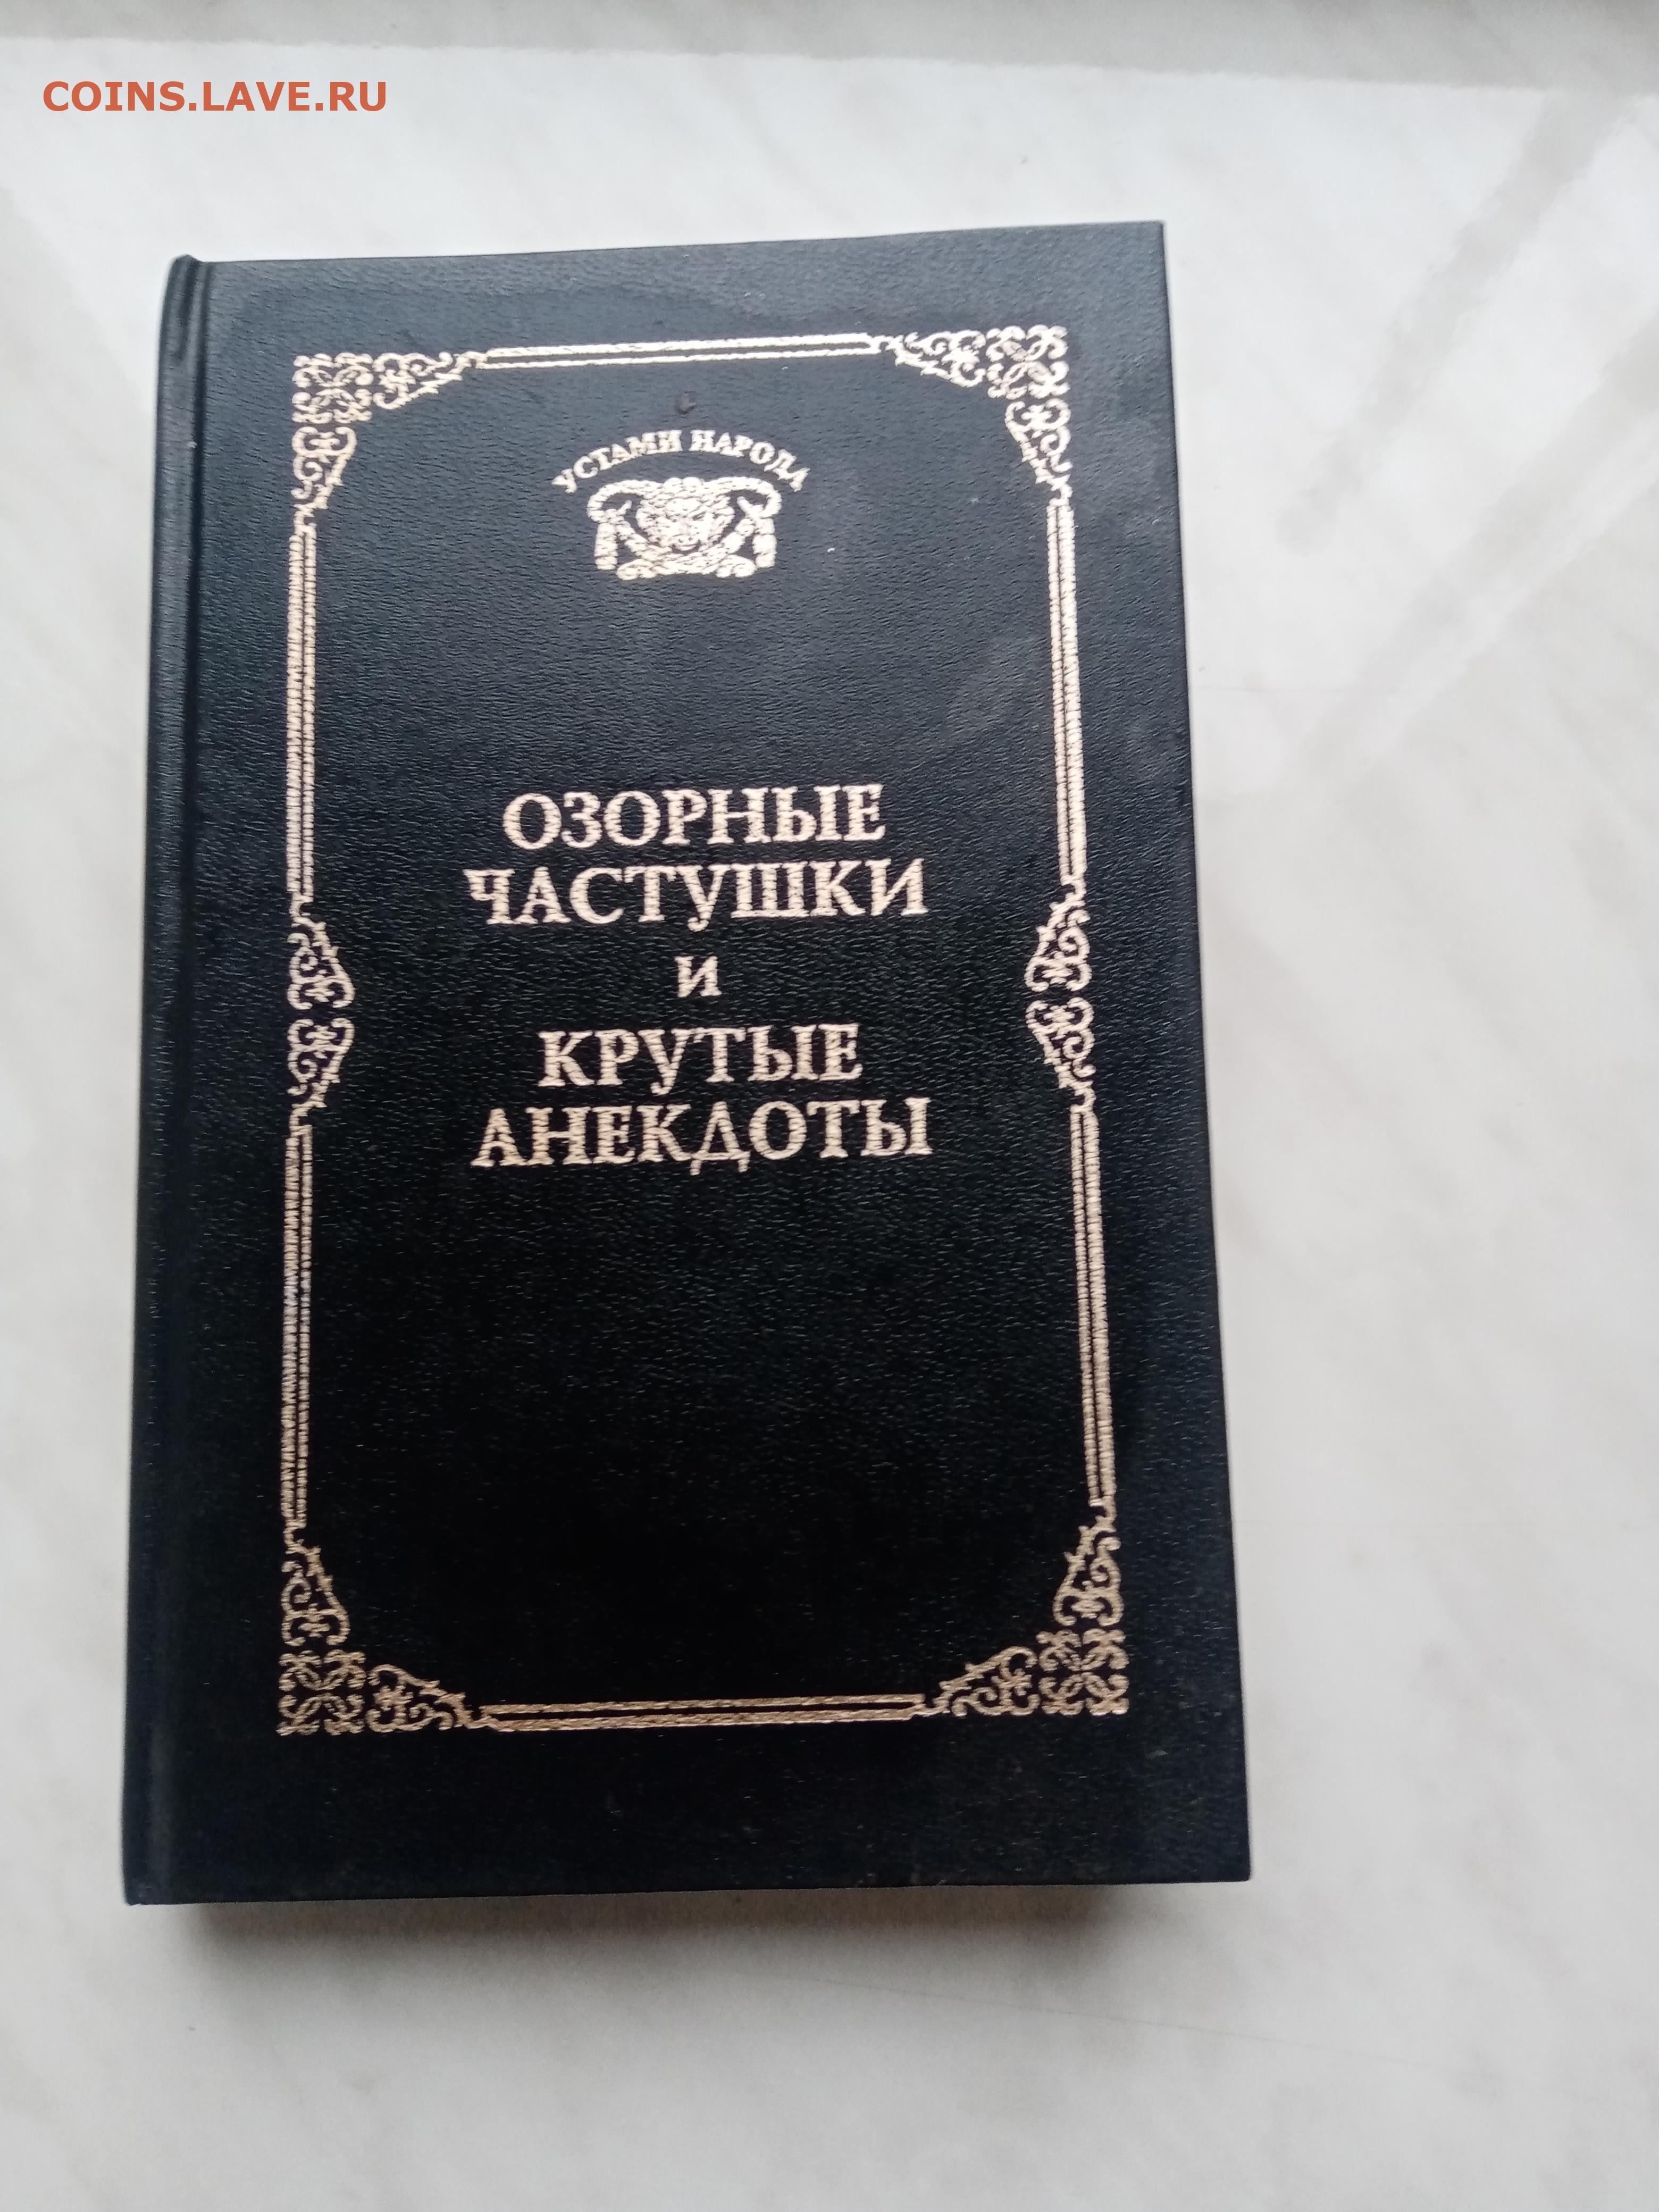 COINS.LAVE.RU
УСТАМИ НАРОДА
ОЗОРНЫЕ
ЧАСТУШКИ
И
КРУТЫЕ
АНЕКДОТЫ